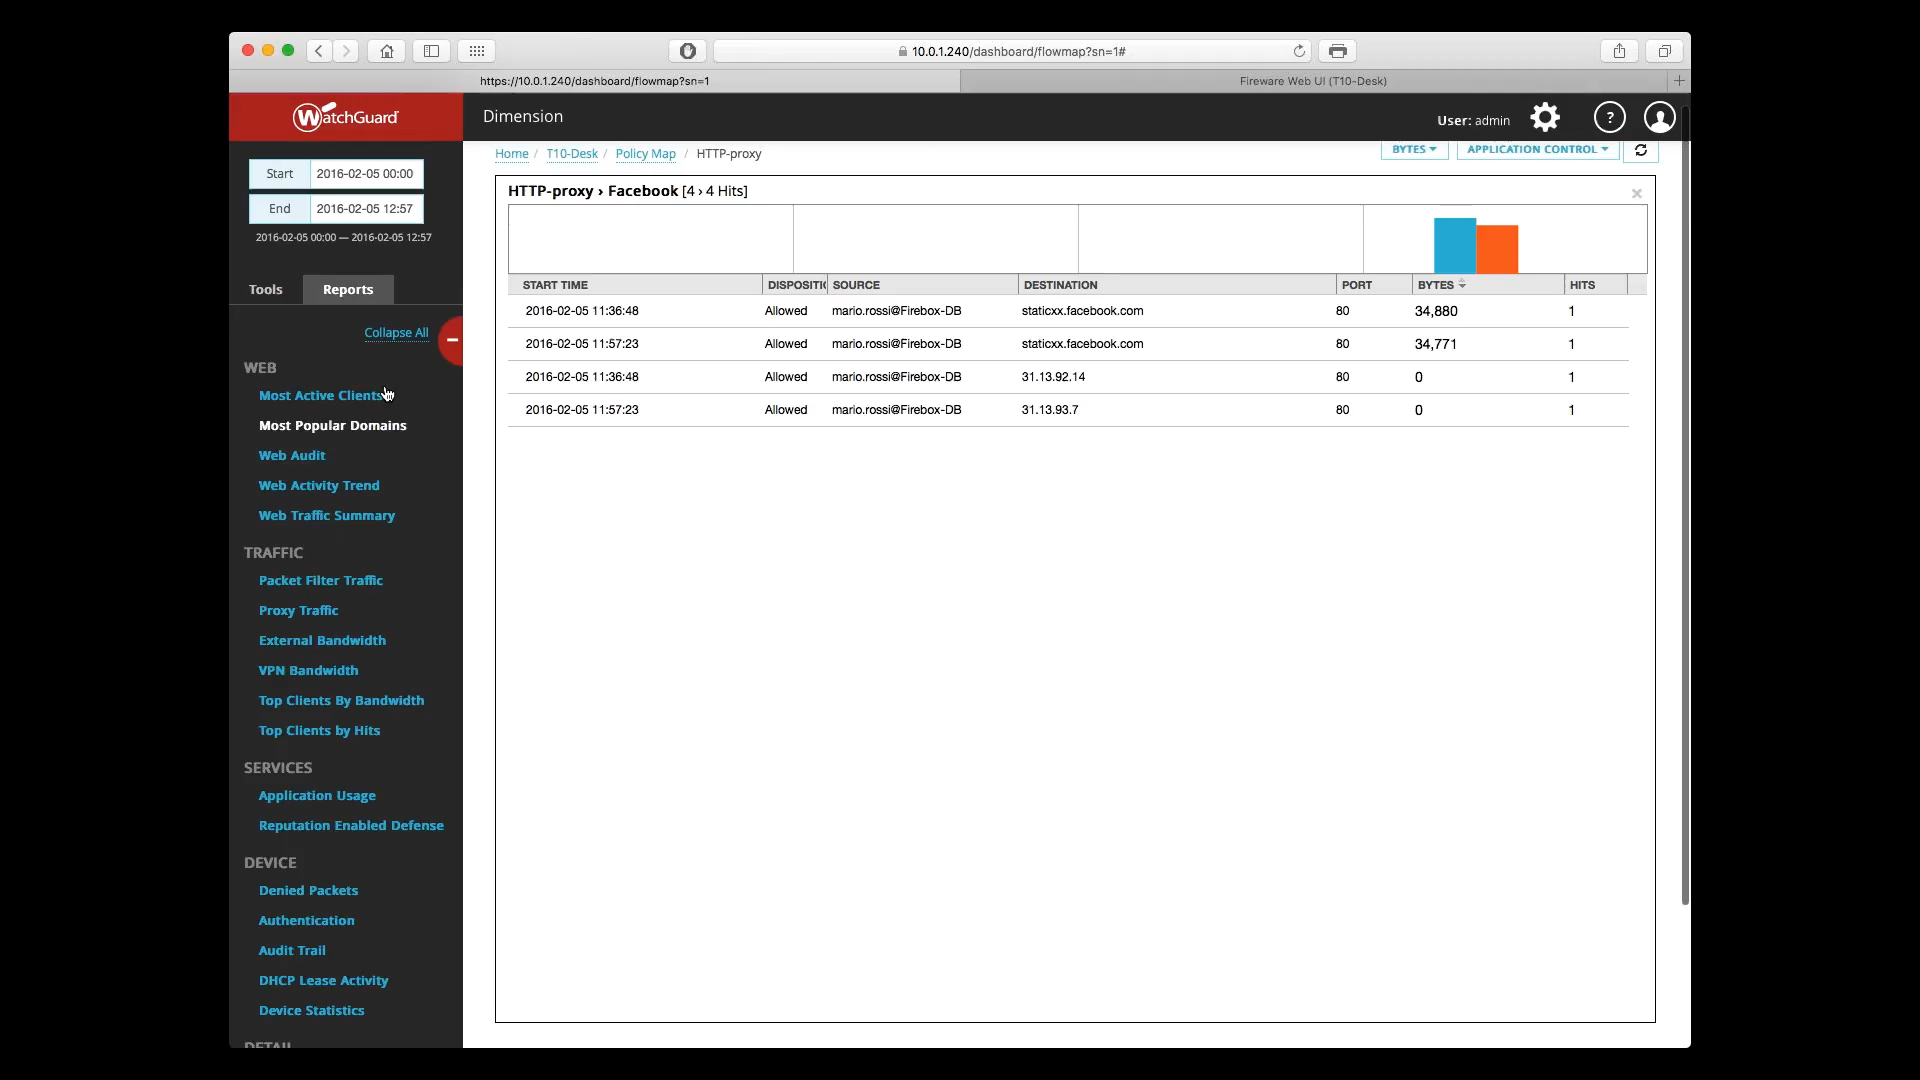 10.0.1.240/dashboard/flowmap?sn=1#
https://10.0.1.240/dashboard/flowmap?sn=1
Fireware Web UI (T10-Desk)
WatchGuard
Dimension
User: admin
?
Start 2016-02-05 00:00
End 2016-02-05 12:57
2016-02-05 00:00 — 2016-02-05 12:57
Tools Reports
Collapse All
WEB
Most Active Clients
Most Popular Domains
Web Audit
Web Activity Trend
Web Traffic Summary
TRAFFIC
Packet Filter Traffic
Proxy Traffic
External Bandwidth
VPN Bandwidth
Top Clients By Bandwidth
Top Clients by Hits
SERVICES
Application Usage
Reputation Enabled Defense
DEVICE
Denied Packets
Authentication
Audit Trail
DHCP Lease Activity
Device Statistics
DETAIL
Home / T10-Desk / Policy Map / HTTP-proxy
BYTES APPLICATION CONTROL
HTTP-proxy › Facebook [4 › 4 Hits]
START TIME DISPOSITI SOURCE DESTINATION PORT BYTES HITS
2016-02-05 11:36:48 Allowed mario.rossi@Firebox-DB staticxx.facebook.com 80 34,880 1
2016-02-05 11:57:23 Allowed mario.rossi@Firebox-DB staticxx.facebook.com 80 34,771 1
2016-02-05 11:36:48 Allowed mario.rossi@Firebox-DB 31.13.92.14 80 0 1
2016-02-05 11:57:23 Allowed mario.rossi@Firebox-DB 31.13.93.7 80 0 1